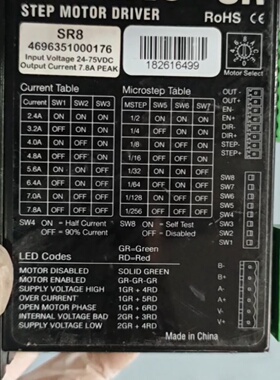 STEP MOTOR DRIVER
RoHS
SR8
4696351000176
Input Voltage 24-75VDC
Output Current 7.8A PEAK
182616499
Motor Select
Current Table
Current SW1 SW2 SW3
2.4A ON ON ON
3.2A OFF ON ON
4.0A ON OFF ON
4.8A OFF OFF ON
5.6A ON ON OFF
6.4A OFF ON OFF
7.0A ON OFF OFF
7.8A OFF OFF OFF
SW4 ON = Half Current
OFF = 90% Current
Microstep Table
MSTEP SW5 SW6 SW7
1/2 ON ON ON
1/4 OFF ON ON
1/8 ON OFF ON
1/16 OFF OFF ON
1/32 ON ON OFF
1/64 OFF ON OFF
1/128 ON OFF OFF
1/256 OFF OFF OFF
SW8 ON = Self Test
OFF = Disabled
OUT-
OUT+
EN-
EN+
DIR-
DIR+
STEP-
STEP+
SW8
SW7
SW6
SW5
SW4
SW3
SW2
SW1
LED Codes
GR=Green
RD=Red
MOTOR DISABLED SOLID GREEN
MOTOR ENABLED GR-GR-GR
SUPPLY VOLTAGE HIGH 1GR + 4RD
OVER CURRENT 1GR + 5RD
OPEN MOTOR PHASE 1GR + 6RD
INTERNAL VOLTAGE BAD 2GR + 3RD
SUPPLY VOLTAGE LOW 2GR + 4RD
B-
B+
A-
A+
V+
V-
Made in China